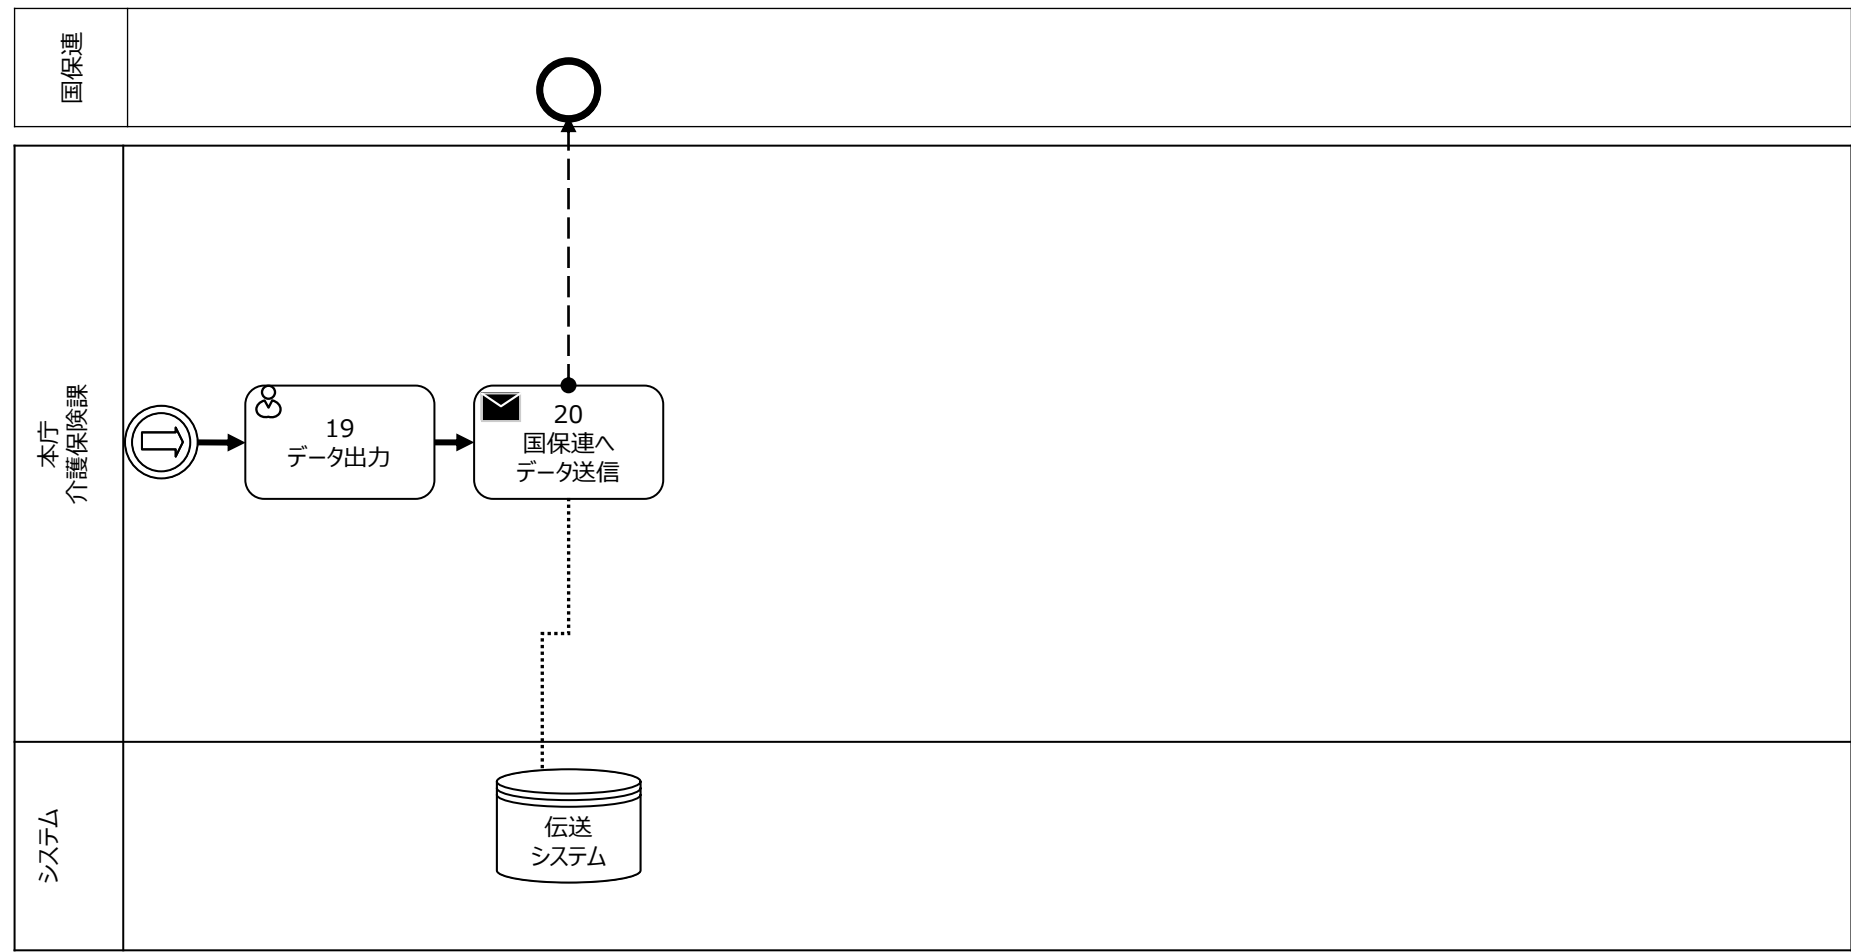 国保連
本庁
介護保険課
19
データ出力
20
国保連へ
データ送信
システム
伝送
システム